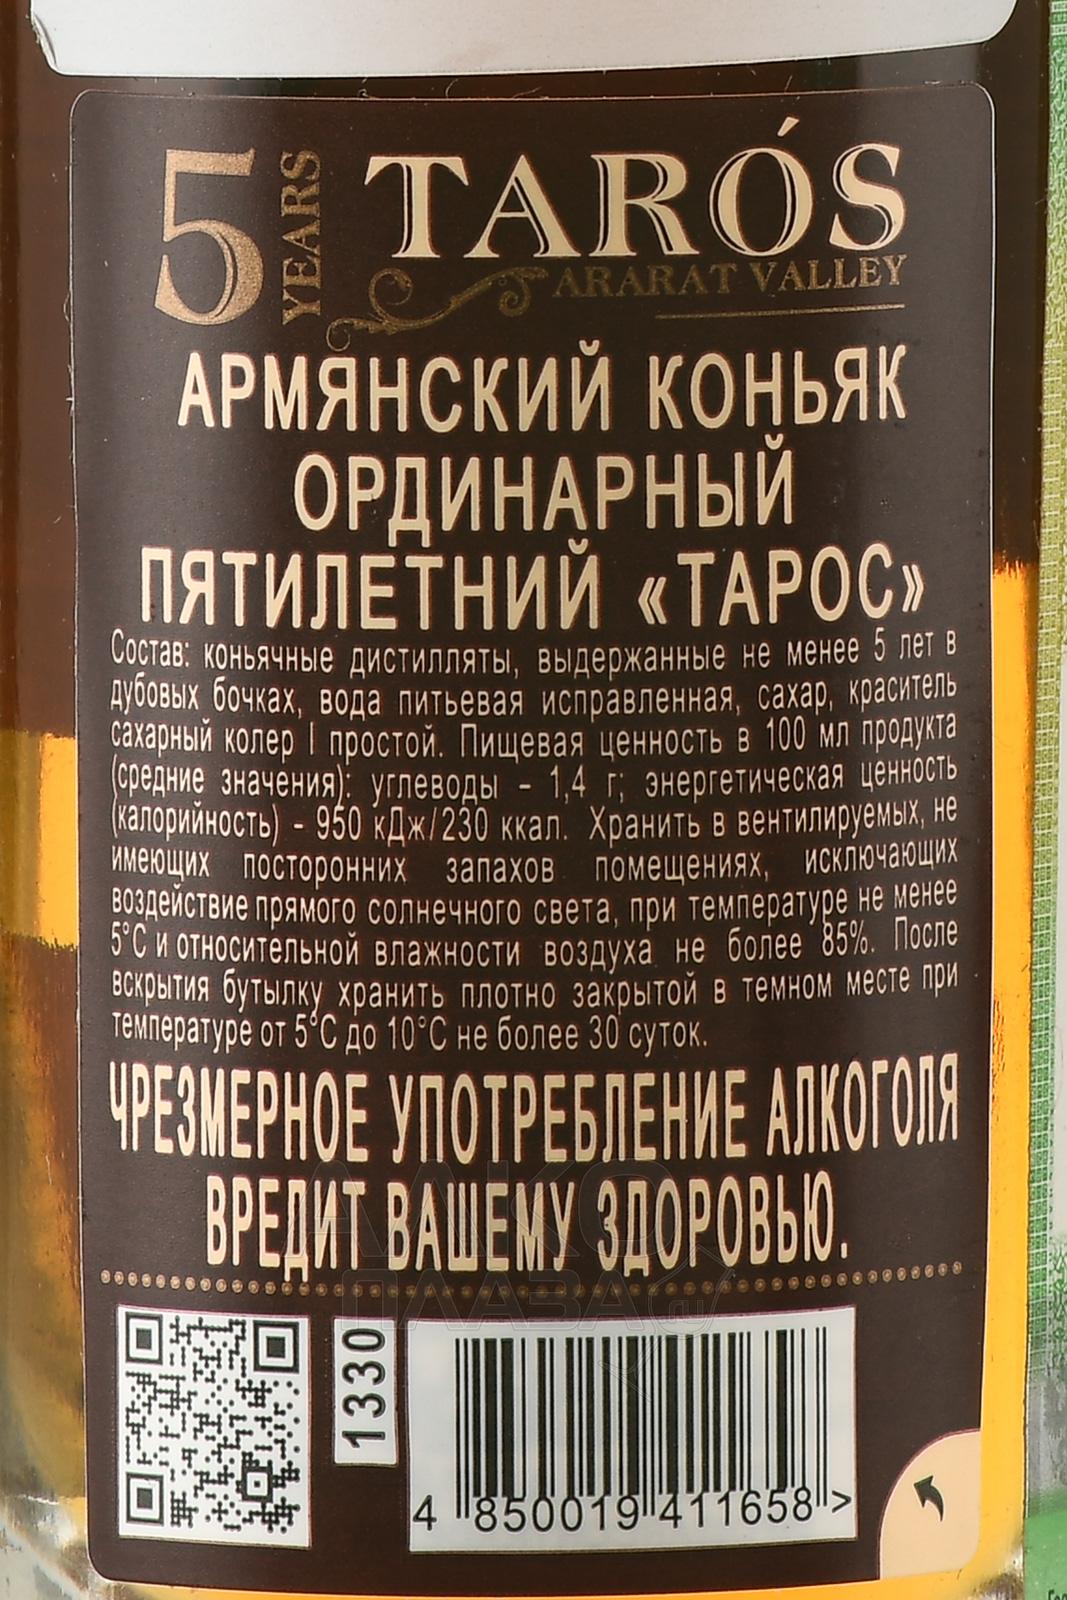 5 YEARS
TARÓS
ARARAT VALLEY
АРМЯНСКИЙ КОНЬЯК
ОРДИНАРНЫЙ
ПЯТИЛЕТНИЙ «ТАРОС»
Состав: коньячные дистилляты, выдержанные не менее 5 лет в
дубовых бочках, вода питьевая исправленная, сахар, краситель
сахарный колер I простой. Пищевая ценность в 100 мл продукта
(средние значения): углеводы - 1,4 г; энергетическая ценность
(калорийность) - 950 кДж/230 ккал. Хранить в вентилируемых, не
имеющих посторонних запахов помещениях, исключающих
воздействие прямого солнечного света, при температуре не менее
5°С и относительной влажности воздуха не более 85%. После
вскрытия бутылку хранить плотно закрытой в темном месте при
температуре от 5°С до 10°С не более 30 суток.
ЧРЕЗМЕРНОЕ УПОТРЕБЛЕНИЕ АЛКОГОЛЯ
ВРЕДИТ ВАШЕМУ ЗДОРОВЬЮ.
АЛКО
ПЛАЗА.ru
1330
4 850019 411658 >